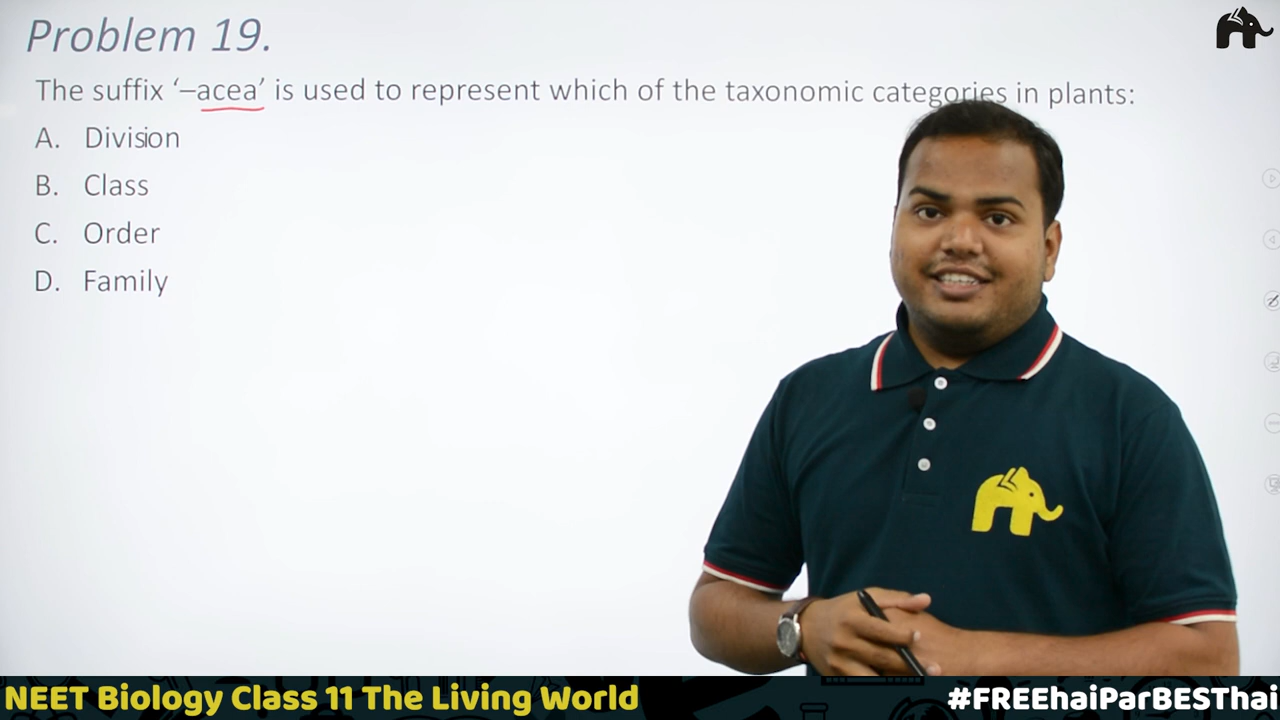 Problem 19.
The suffix ‘–acea’ is used to represent which of the taxonomic categories in plants:
A. Division
B. Class
C. Order
D. Family
NEET Biology Class 11 The Living World #FREEhaiParBESThai